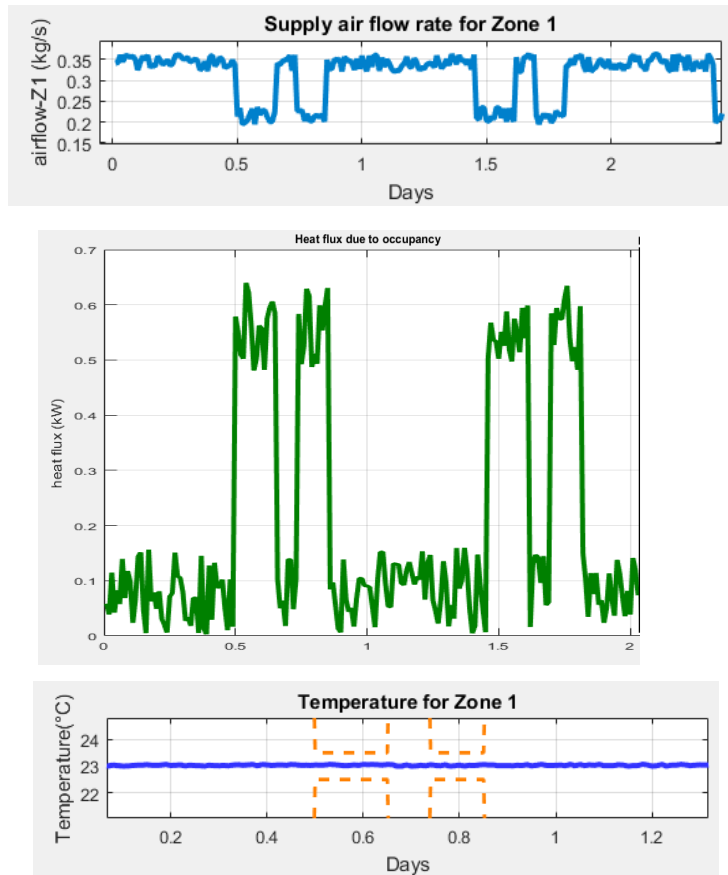 Supply air flow rate for Zone 1
airflow-Z1 (kg/s)
0.35
0.3
0.25
0.2
0.15
0 0.5 1 1.5 2
Days
Heat flux due to occupancy
heat flux (kW)
0.7
0.6
0.5
0.4
0.3
0.2
0.1
0
0 0.5 1 1.5 2
Temperature for Zone 1
Temperature(°C)
24
23
22
0.2 0.4 0.6 0.8 1 1.2
Days